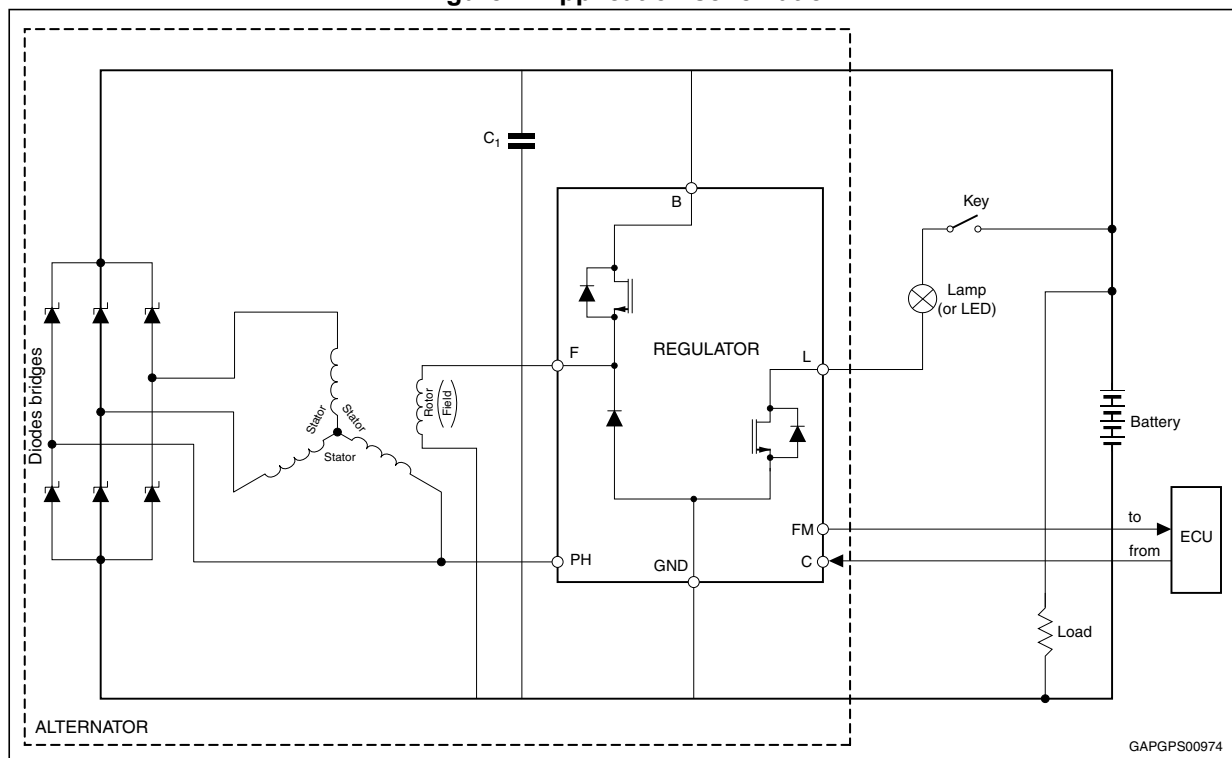 C1
B
Key
Lamp
(or LED)
Diodes bridges
Stator
Stator
Stator
Rotor
(Field)
F
REGULATOR
L
Battery
PH
GND
FM
C
to
from
ECU
Load
ALTERNATOR
GAPGPS00974